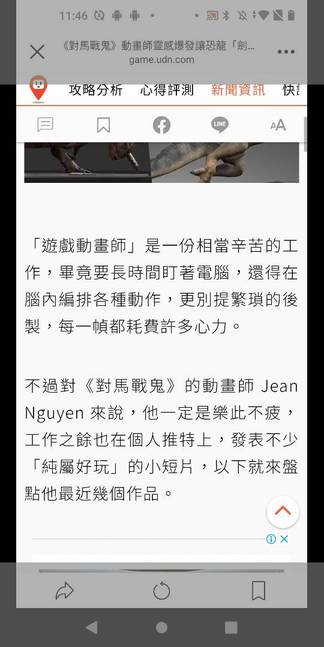 11:46
《對馬戰鬼》動畫師靈感爆發讓恐龍「劍...
game.udn.com
攻略分析 心得評測 新聞資訊
LINE
AA
「遊戲動畫師」是一份相當辛苦的工
作，畢竟要長時間盯著電腦，還得在
腦內編排各種動作，更別提繁瑣的後
製，每一幀都耗費許多心力。
不過對《對馬戰鬼》的動畫師 Jean
Nguyen 來說，他一定是樂此不疲，
工作之餘也在個人推特上，發表不少
「純屬好玩」的小短片，以下就來盤
點他最近幾個作品。